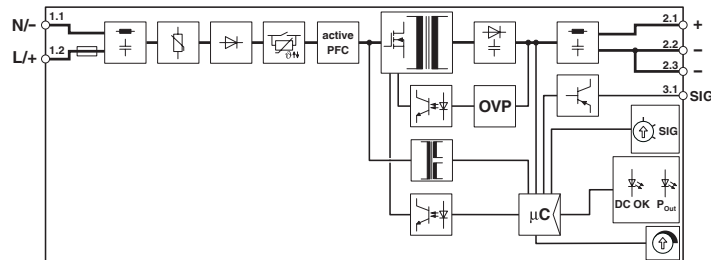 N/− 1.1
L/+ 1.2
active
PFC
2.1 +
2.2 −
2.3 −
3.1 SIG
OVP
SIG
μC
DC OK POut
ϑ